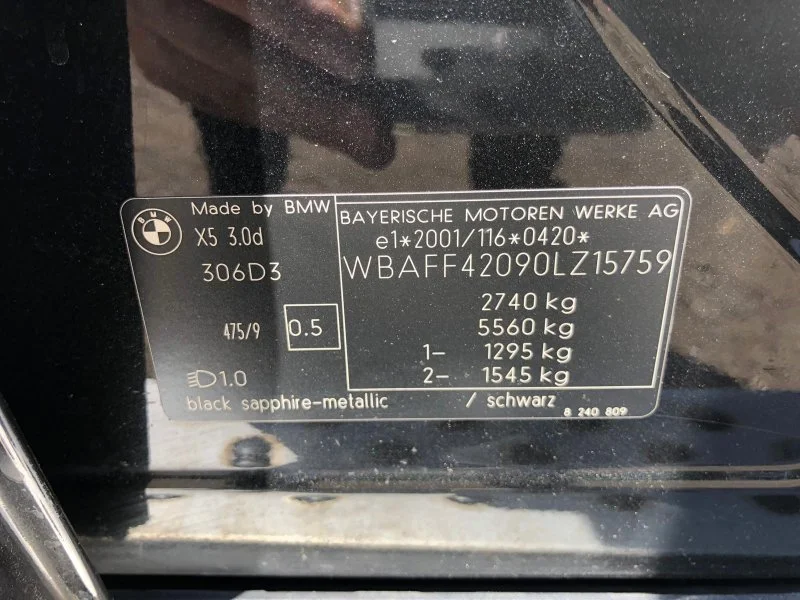 BMW
Made by BMW
X5 3.0d
306D3
475/9
0.5
1.0
BAYERISCHE MOTOREN WERKE AG
e1*2001/116*0420*
WBAFF42090LZ15759
2740 kg
5560 kg
1- 1295 kg
2- 1545 kg
black sapphire-metallic / schwarz
8 240 809